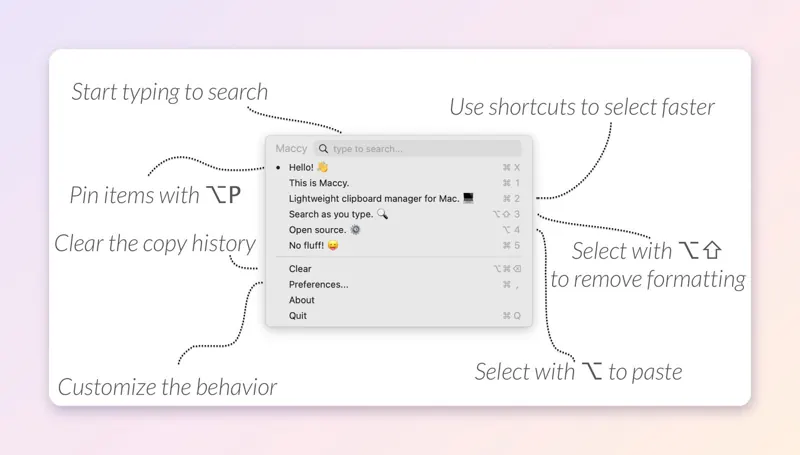 Start typing to search
Use shortcuts to select faster
Maccy type to search...
Hello! 👋 ⌘ X
This is Maccy. ⌘ 1
Lightweight clipboard manager for Mac. 💻 ⌘ 2
Search as you type. 🔍 ⌥⇧ 3
Open source. ⚙️ ⌥ 4
No fluff! 😝 ⌘ 5
Clear ⌥⌘⌫
Preferences... ⌘ ,
About
Quit ⌘ Q
Pin items with ⌥P
Clear the copy history
Select with ⌥⇧
to remove formatting
Customize the behavior
Select with ⌥ to paste